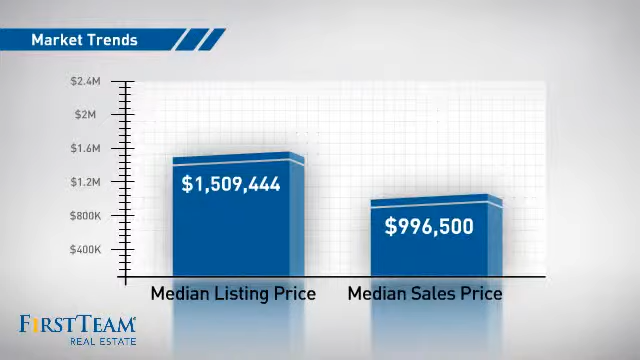 Market Trends
$2.4M
$2M
$1.6M
$1.2M
$800K
$400K
$1,509,444
$996,500
Median Listing Price
Median Sales Price
FIRSTTEAM®
REAL ESTATE